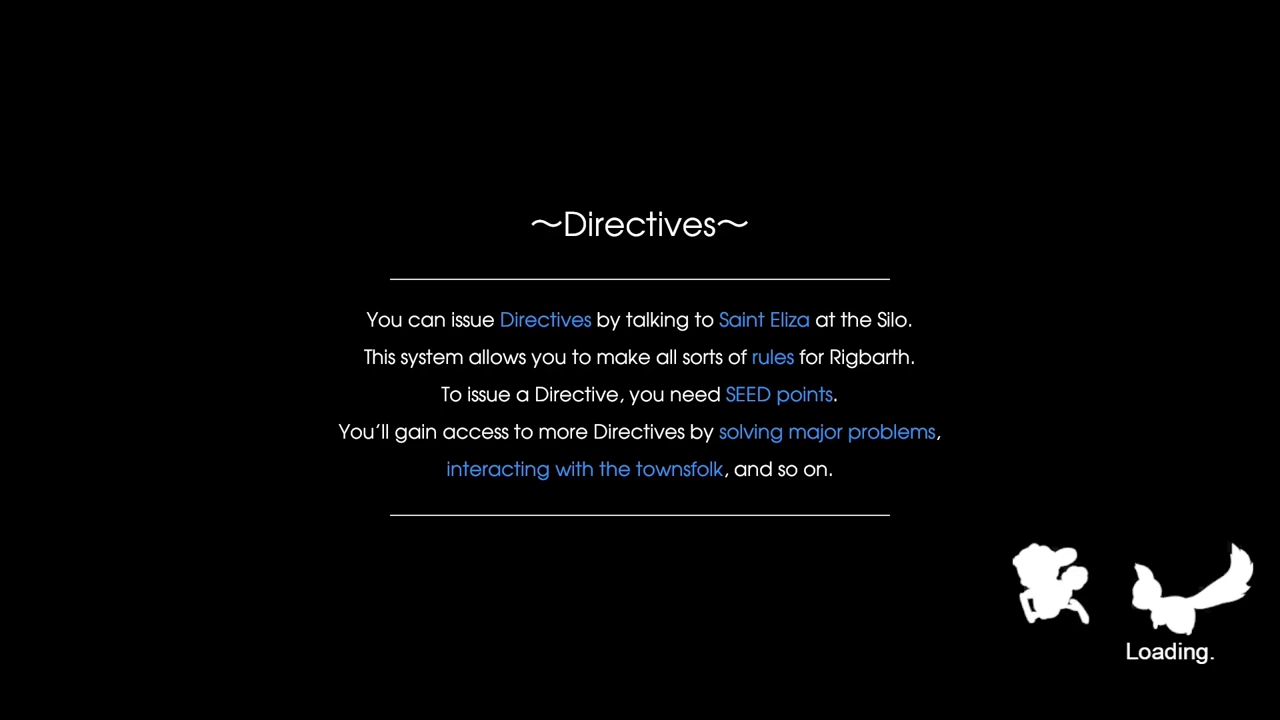 ～Directives～
You can issue Directives by talking to Saint Eliza at the Silo.
This system allows you to make all sorts of rules for Rigbarth.
To issue a Directive, you need SEED points.
You'll gain access to more Directives by solving major problems,
interacting with the townsfolk, and so on.
Loading.